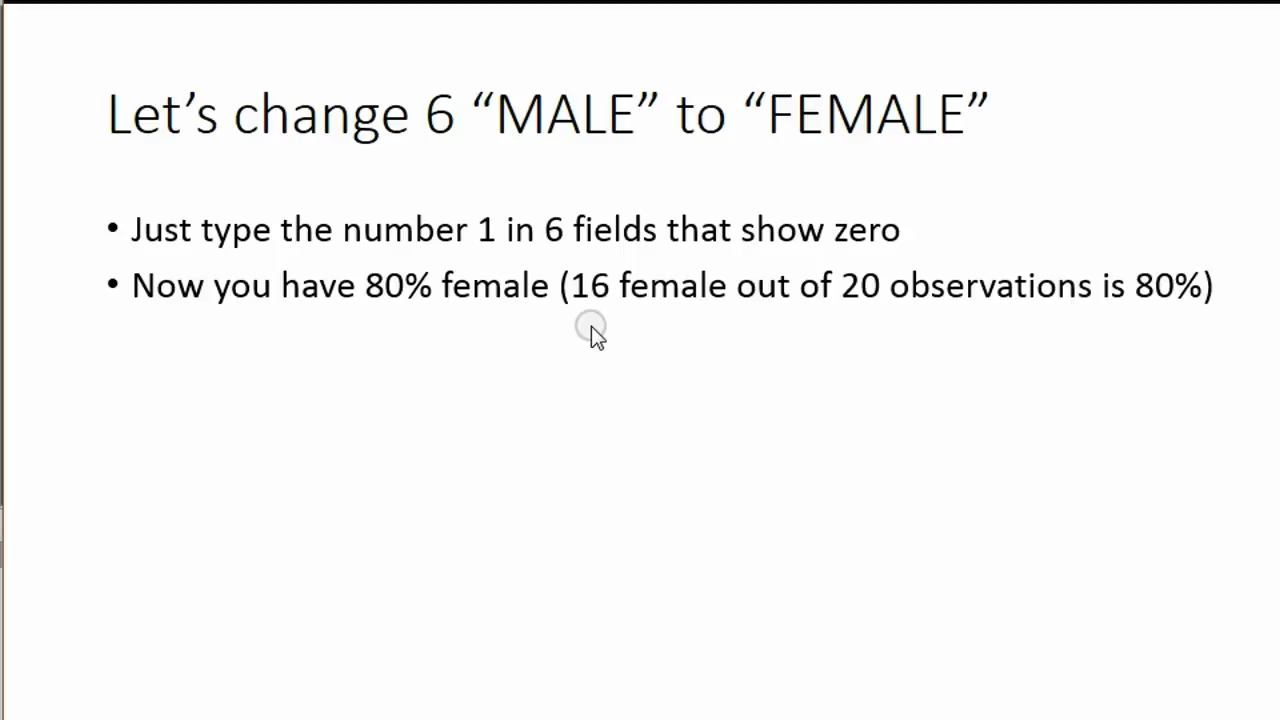 Let’s change 6 “MALE” to “FEMALE”
• Just type the number 1 in 6 fields that show zero
• Now you have 80% female (16 female out of 20 observations is 80%)